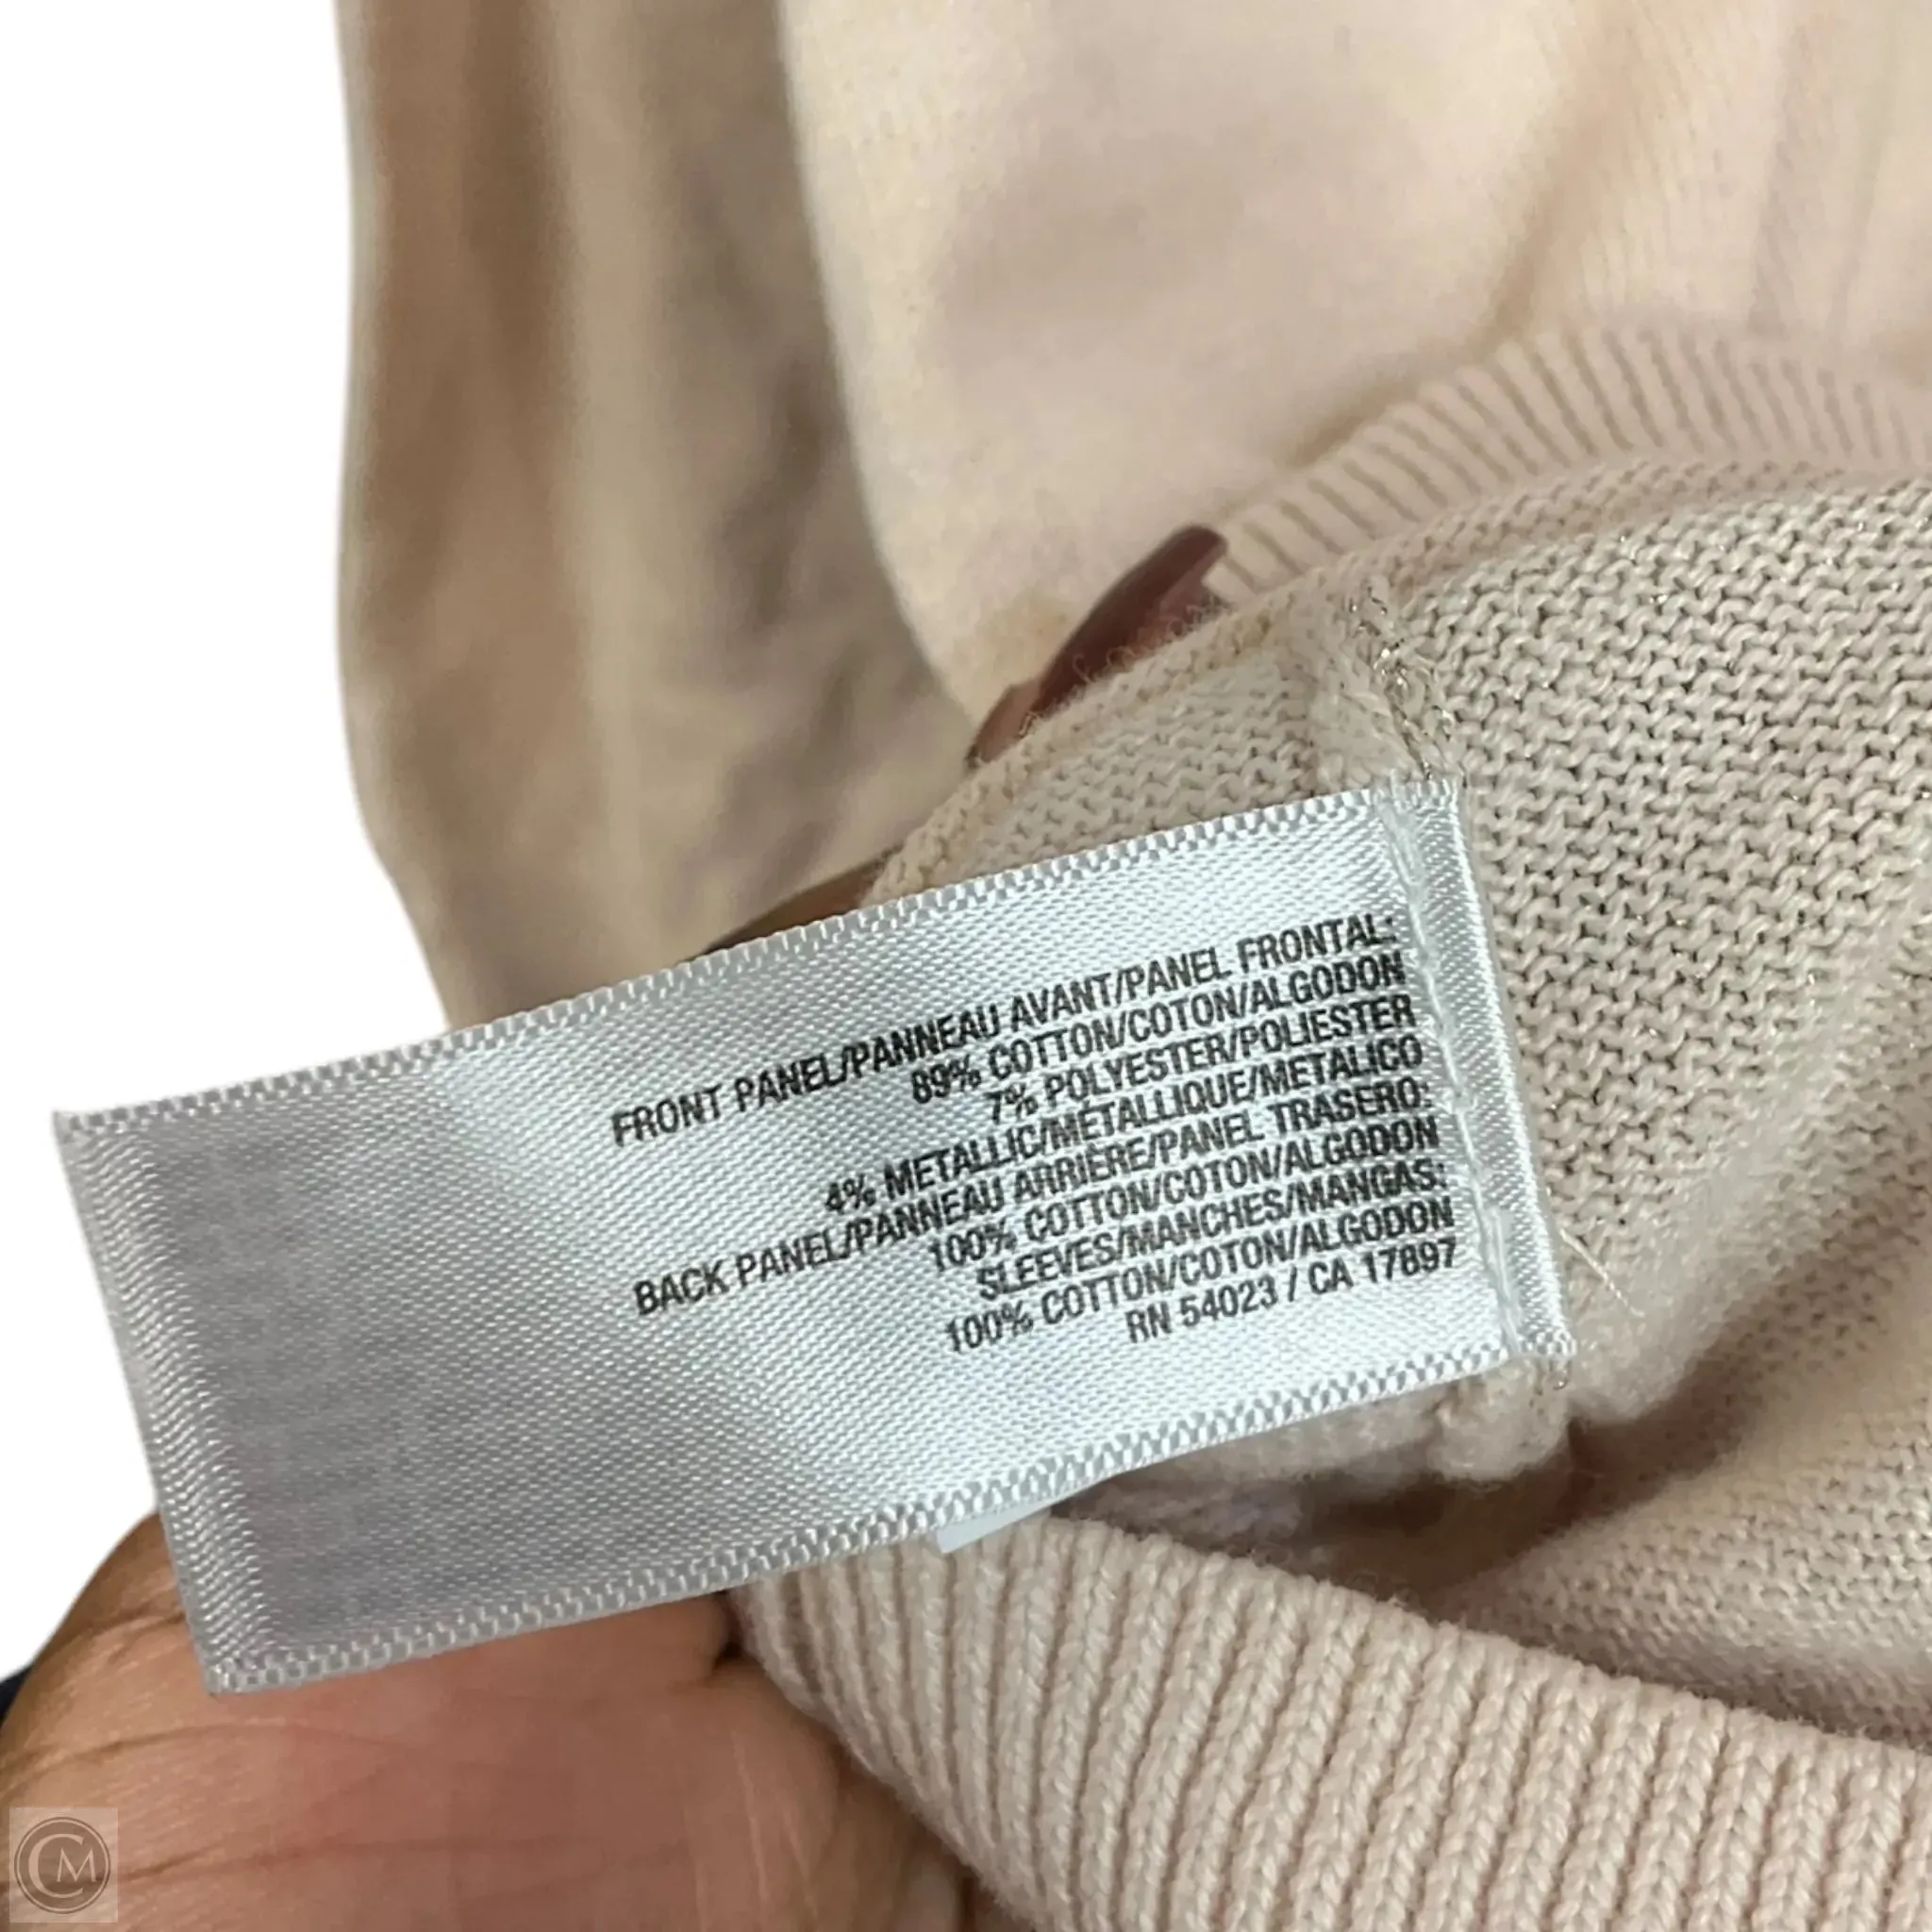 FRONT PANEL/PANNEAU AVANT/PANEL FRONTAL:
89% COTTON/COTON/ALGODON
7% POLYESTER/POLIESTER
4% METALLIC/MÉTALLIQUE/METALICO
BACK PANEL/PANNEAU ARRIÈRE/PANEL TRASERO:
100% COTTON/COTON/ALGODON
SLEEVES/MANCHES/MANGAS:
100% COTTON/COTON/ALGODON
RN 54023 / CA 17897
CM